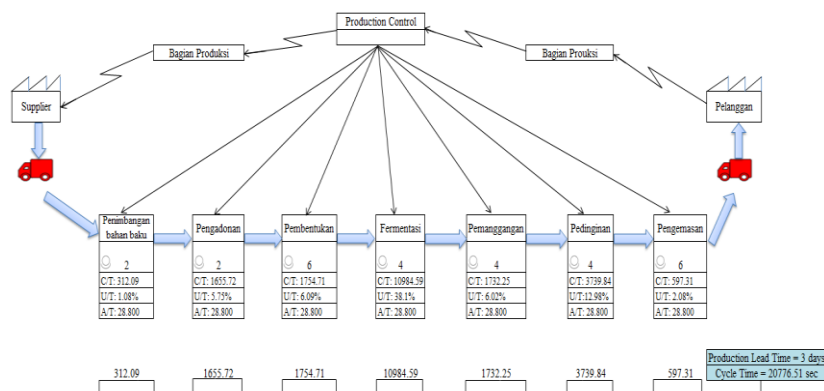 Production Control
Bagian Produksi
Bagian Prouksi
Supplier
Pelanggan
Penimbangan
bahan baku
2
C/T: 312.09
U/T: 1.08%
A/T: 28.800
Pengadonan
2
C/T: 1655.72
U/T: 5.75%
A/T: 28.800
Pembentukan
6
C/T: 1754.71
U/T: 6.09%
A/T: 28.800
Fermentasi
4
C/T: 10984.59
U/T: 38.1%
A/T: 28.800
Pemanggangan
4
C/T: 1732.25
U/T: 6.02%
A/T: 28.800
Pedinginan
4
C/T: 3739.84
U/T: 12.98%
A/T: 28.800
Pengemasan
6
C/T: 597.31
U/T: 2.08%
A/T: 28.800
312.09
1655.72
1754.71
10984.59
1732.25
3739.84
597.31
Production Lead Time = 3 days
Cycle Time = 20776.51 sec